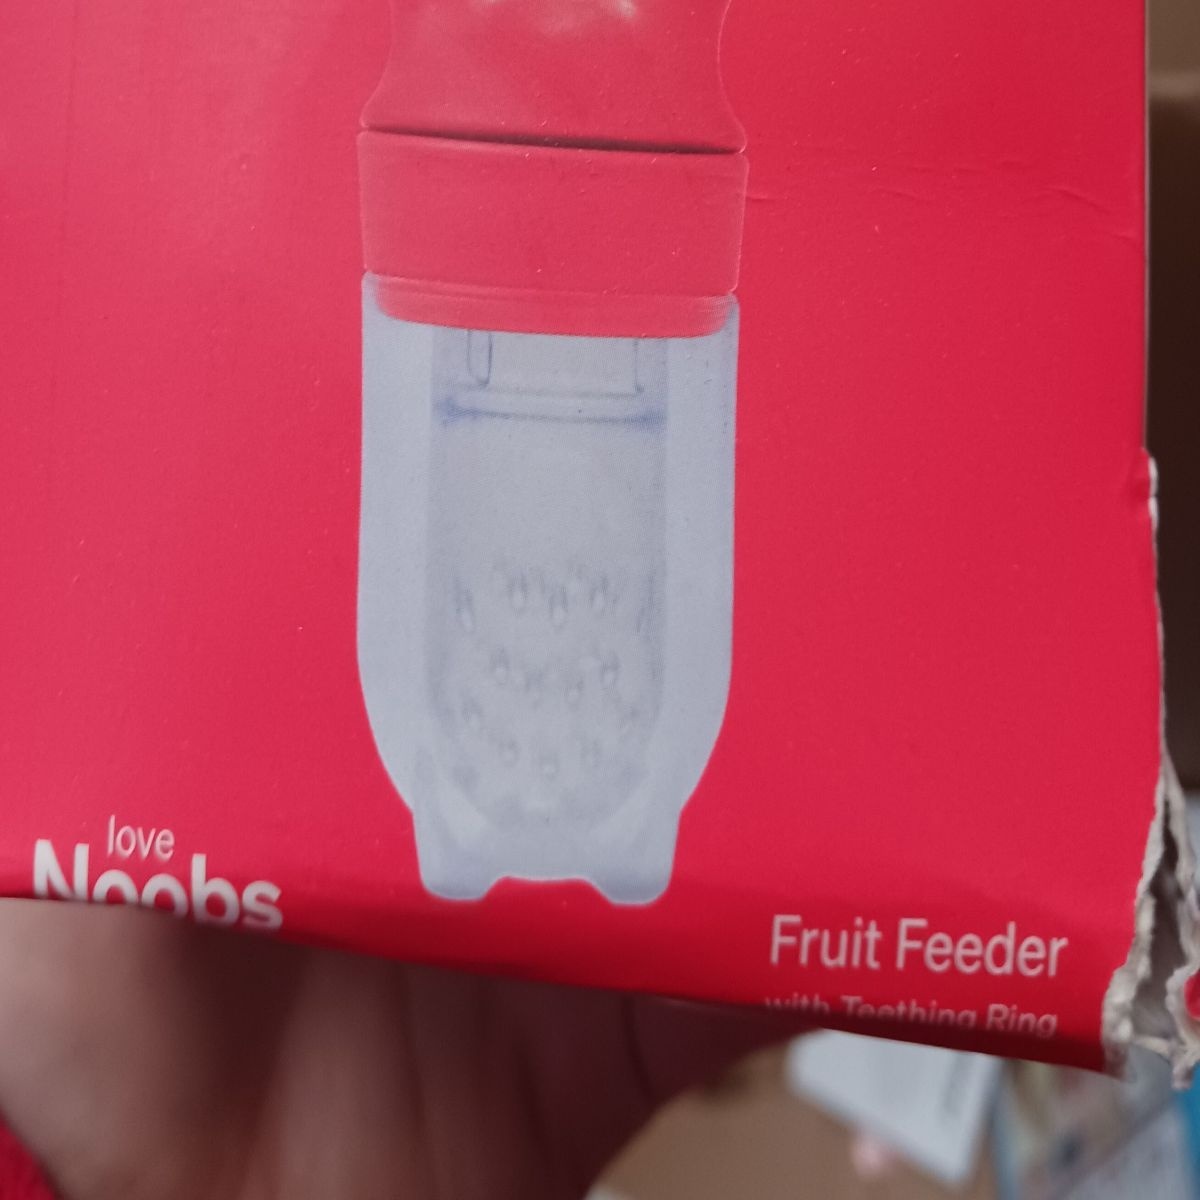 love
Noobs
Fruit Feeder
with Teething Ring